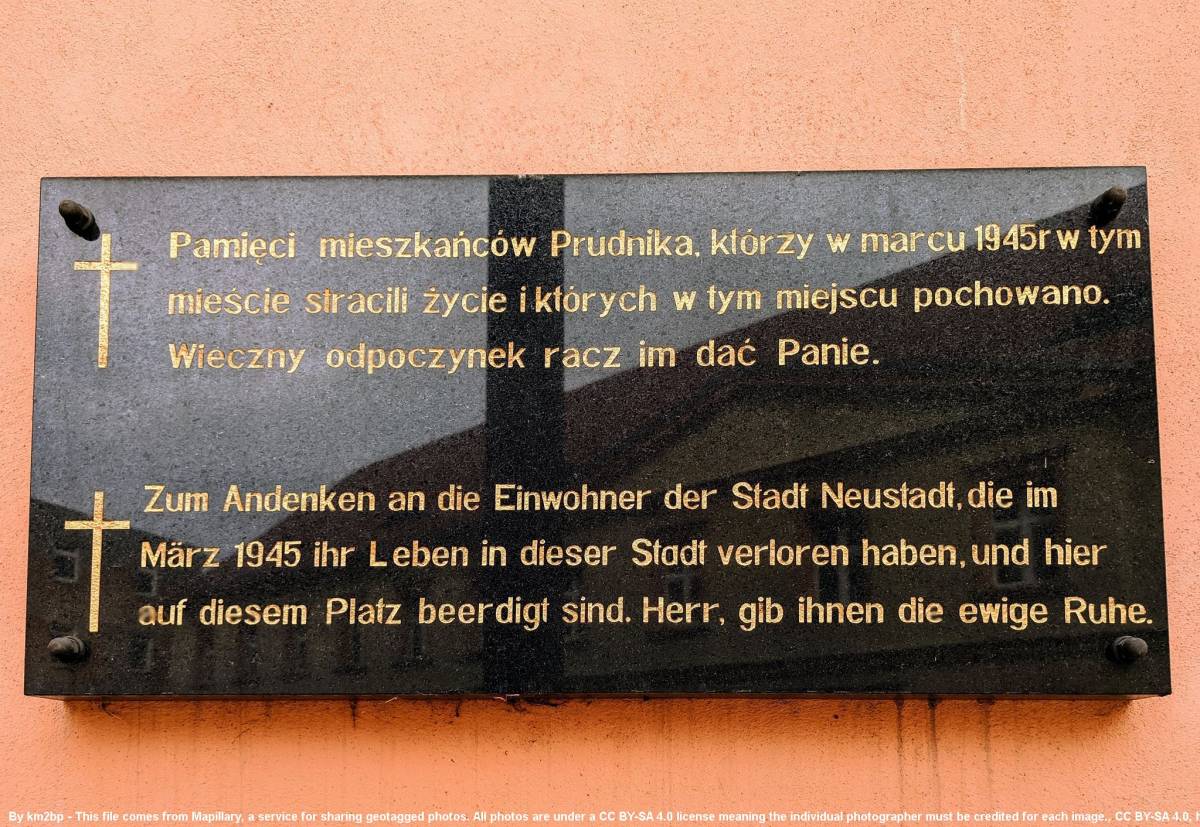 Pamięci mieszkańców Prudnika, którzy w marcu 1945r w tym
mieście stracili życie i których w tym miejscu pochowano.
Wieczny odpoczynek racz im dać Panie.
Zum Andenken an die Einwohner der Stadt Neustadt, die im
März 1945 ihr Leben in dieser Stadt verloren haben, und hier
auf diesem Platz beerdigt sind. Herr, gib ihnen die ewige Ruhe.
By km2bp - This file comes from Mapillary, a service for sharing geotagged photos. All photos are under a CC BY-SA 4.0 license meaning the individual photographer must be credited for each image., CC BY-SA 4.0,